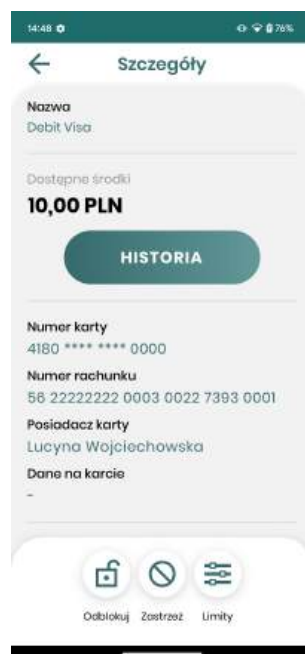 14:48 76%
Szczegóły
Nazwa
Debit Visa
Dostępne środki
10,00 PLN
HISTORIA
Numer karty
4180 **** **** 0000
Numer rachunku
56 22222222 0003 0022 7393 0001
Posiadacz karty
Lucyna Wojciechowska
Dane na karcie
-
Odblokuj Zastrzeż Limity